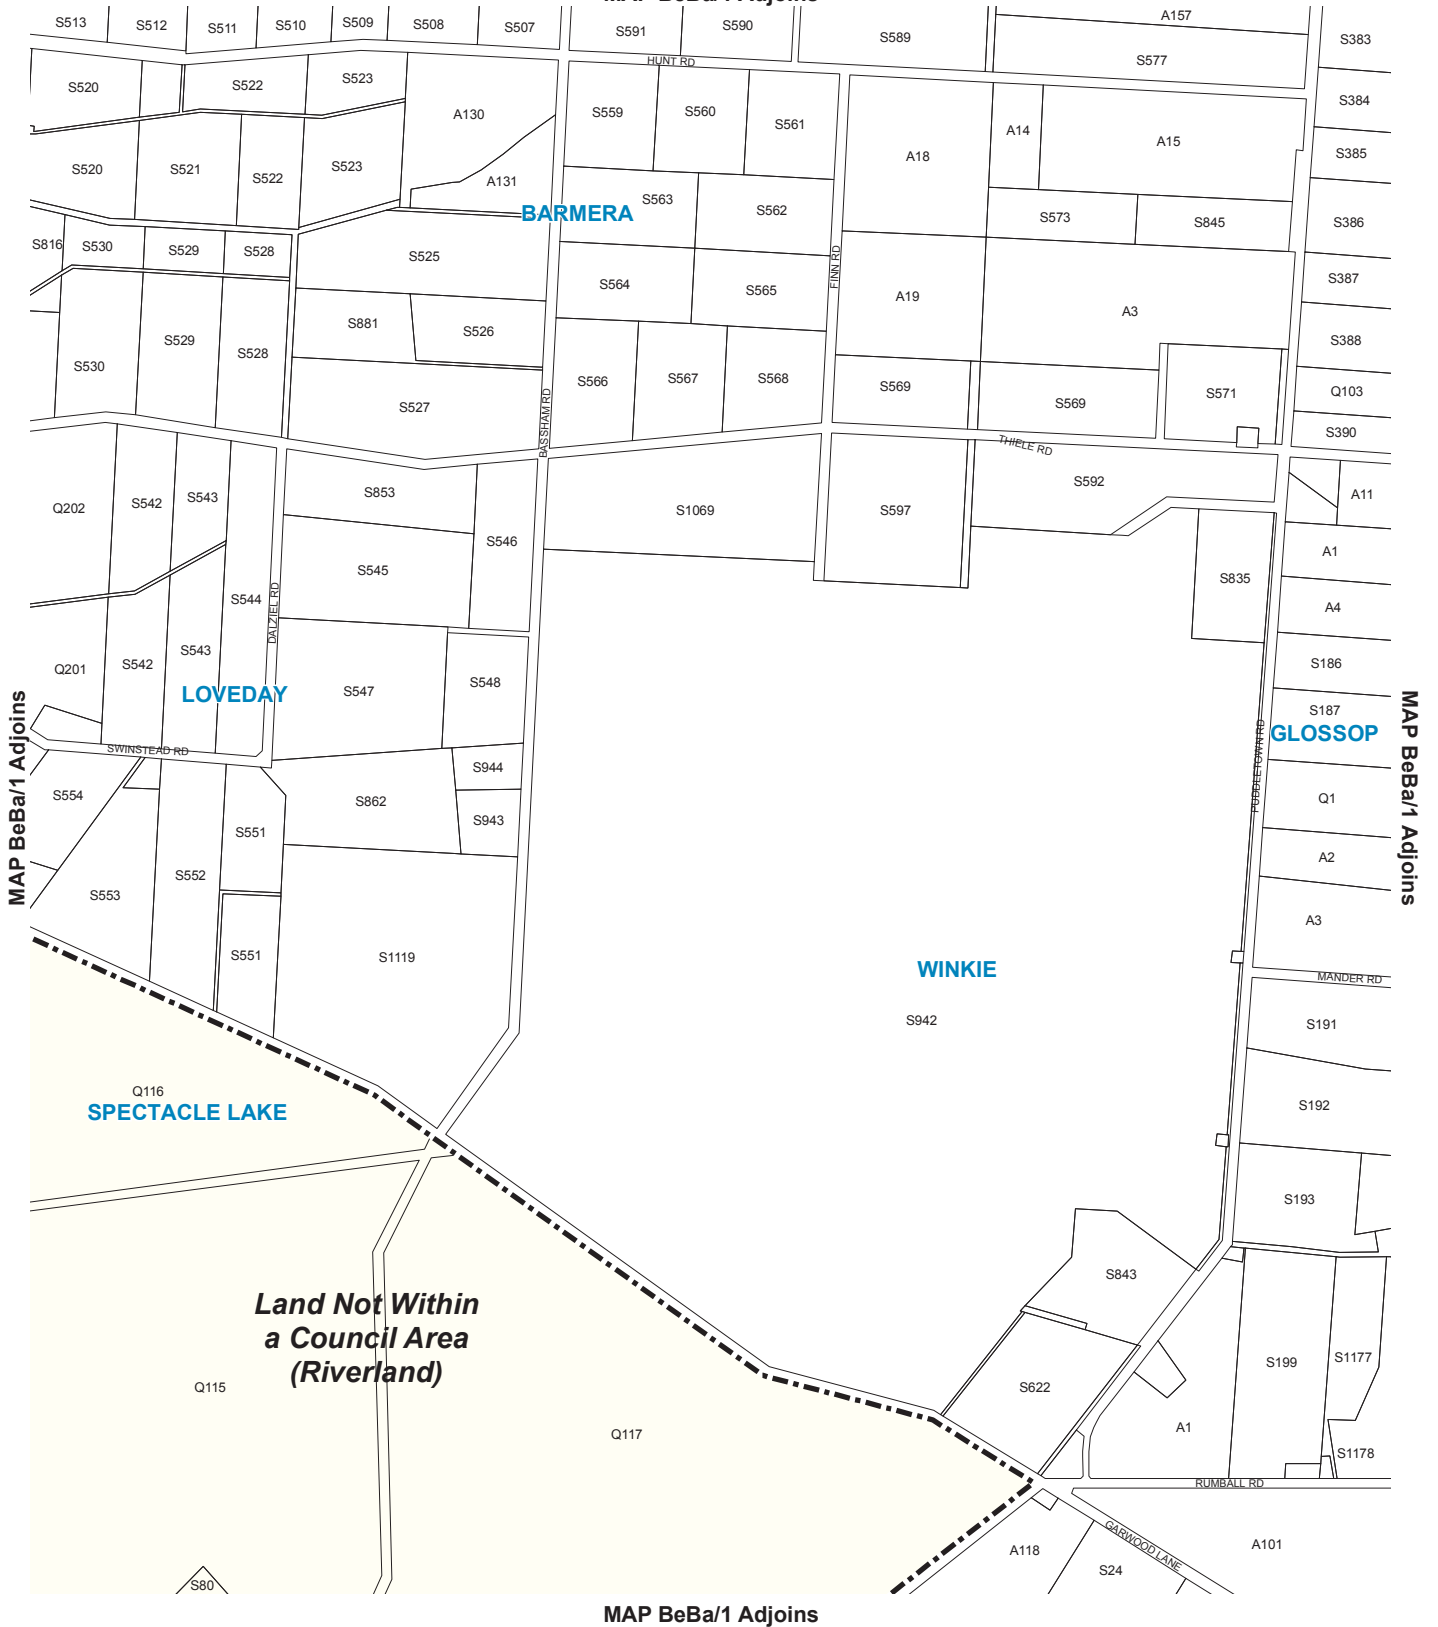 MAP BeBa/1 Adjoins
S513
S512
S511
S510
S509
S508
S507
S591
S590
S589
A157
S577
S383
HUNT RD
S520
S522
S523
A130
S559
S560
S561
A18
A14
A15
S384
S385
S520
S521
S522
S523
A131
BARMERA
S563
S562
S573
S845
S386
S816
S530
S529
S528
S525
S564
S565
FINN RD
A19
A3
S387
S881
S526
S388
S530
S529
S528
S527
BASSHAM RD
S566
S567
S568
S569
S569
S571
Q103
S390
THIELE RD
S853
S592
A11
Q202
S542
S543
S546
S1069
S597
A1
S545
S835
S544
DALZIEL RD
A4
Q201
S542
S543
S186
LOVEDAY
S547
S548
S187
GLOSSOP
PUDDLETOWN RD
SWINSTEAD RD
MAP BeBa/1 Adjoins
MAP BeBa/1 Adjoins
S554
S862
S944
S943
S551
Q1
A2
S552
S553
A3
S551
S1119
WINKIE
MANDER RD
S942
S191
Q116
SPECTACLE LAKE
S192
S193
S843
Land Not Within
a Council Area
(Riverland)
Q115
S622
S199
S1177
Q117
A1
S1178
RUMBALL RD
GARWOOD LANE
A118
S24
A101
S80
MAP BeBa/1 Adjoins